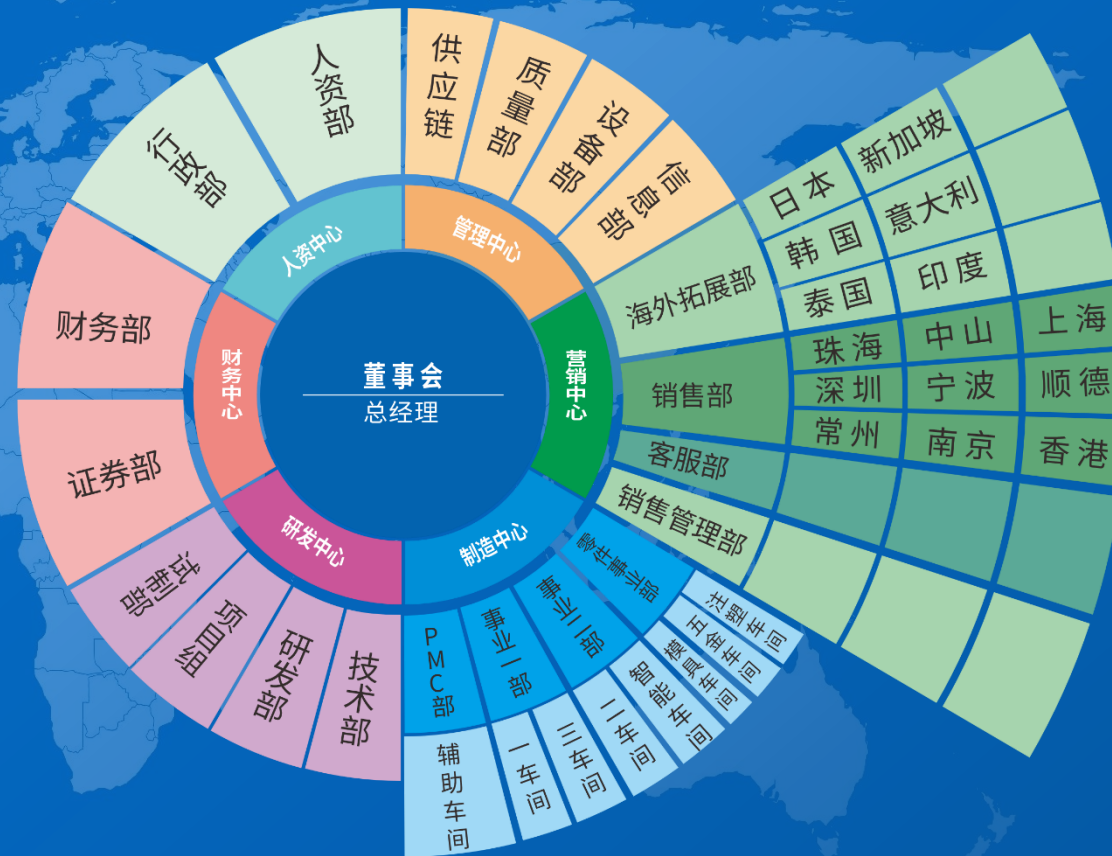 董事会
总经理
管理中心
供应链
质量部
设备部
信息部
营销中心
海外拓展部
日本
新加坡
韩国
意大利
泰国
印度
销售部
珠海
中山
上海
深圳
宁波
顺德
常州
南京
香港
客服部
销售管理部
制造中心
零件事业部
注塑车间
五金车间
模具车间
事业二部
智能车间
二车间
事业一部
三车间
一车间
PMC部
辅助车间
研发中心
技术部
研发部
项目组
试制部
财务中心
证券部
财务部
人资中心
行政部
人资部